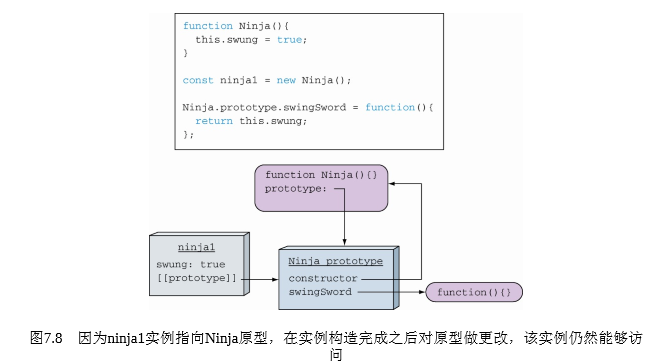 function Ninja(){
this.swung = true;
}
const ninja1 = new Ninja();
Ninja.prototype.swingSword = function(){
return this.swung;
};
function Ninja(){}
prototype:
ninja1
swung: true
[[prototype]]
Ninja prototype
constructor
swingSword
function(){}
图7.8 因为ninja1实例指向Ninja原型，在实例构造完成之后对原型做更改，该实例仍然能够访
问